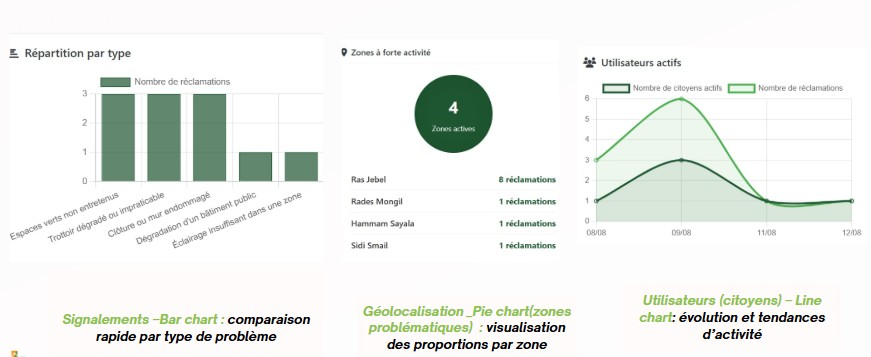 Répartition par type
Nombre de réclamations
3
2
1
0
Espaces verts non entretenus
Trottoir dégradé ou impraticable
Clôture ou mur endommagé
Dégradation d'un bâtiment public
Éclairage insuffisant dans une zone
Zones à forte activité
4
Zones actives
Ras Jebel 8 réclamations
Rades Mongil 1 réclamations
Hammam Sayala 1 réclamations
Sidi Smail 1 réclamations
Utilisateurs actifs
Nombre de citoyens actifs Nombre de réclamations
6
5
4
3
2
1
0
08/08 09/08 11/08 12/08
Signalements –Bar chart : comparaison
rapide par type de problème
Géolocalisation _Pie chart(zones
problématiques) : visualisation
des proportions par zone
Utilisateurs (citoyens) – Line
chart: évolution et tendances
d'activité